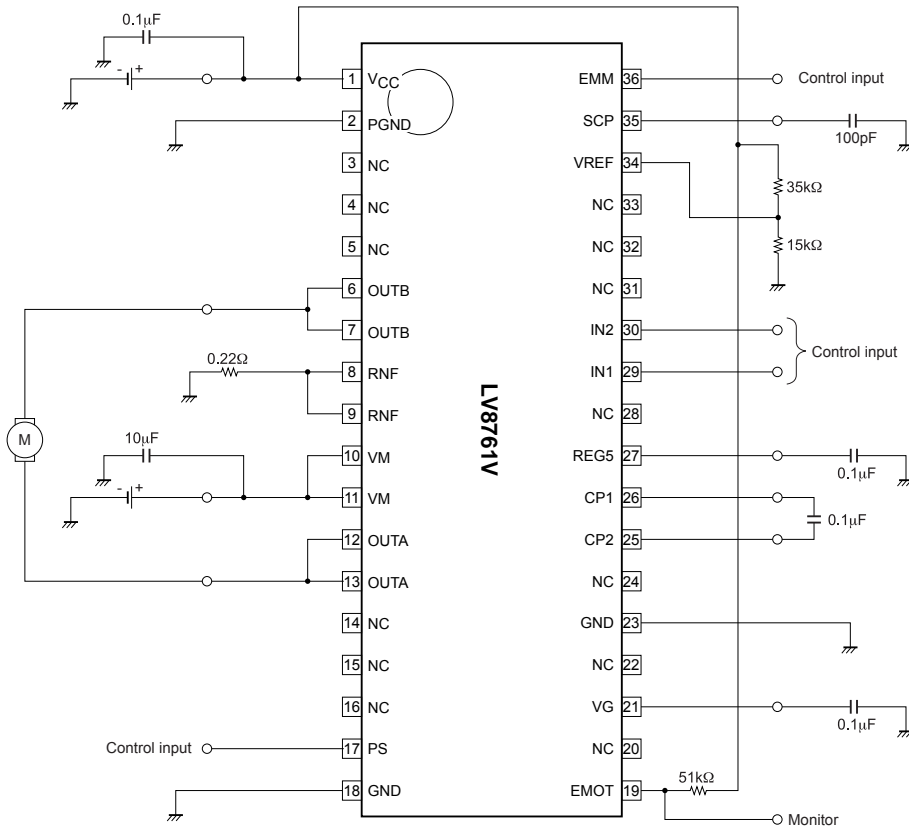 0.1μF
- +
1 VCC
2 PGND
3 NC
4 NC
5 NC
6 OUTB
7 OUTB
0.22Ω
8 RNF
9 RNF
M
10μF
10 VM
- +
11 VM
12 OUTA
13 OUTA
14 NC
15 NC
16 NC
Control input
17 PS
18 GND
LV8761V
EMM 36
Control input
SCP 35
100pF
VREF 34
35kΩ
NC 33
15kΩ
NC 32
NC 31
IN2 30
Control input
IN1 29
NC 28
REG5 27
0.1μF
CP1 26
0.1μF
CP2 25
NC 24
GND 23
NC 22
VG 21
0.1μF
NC 20
51kΩ
EMOT 19
Monitor